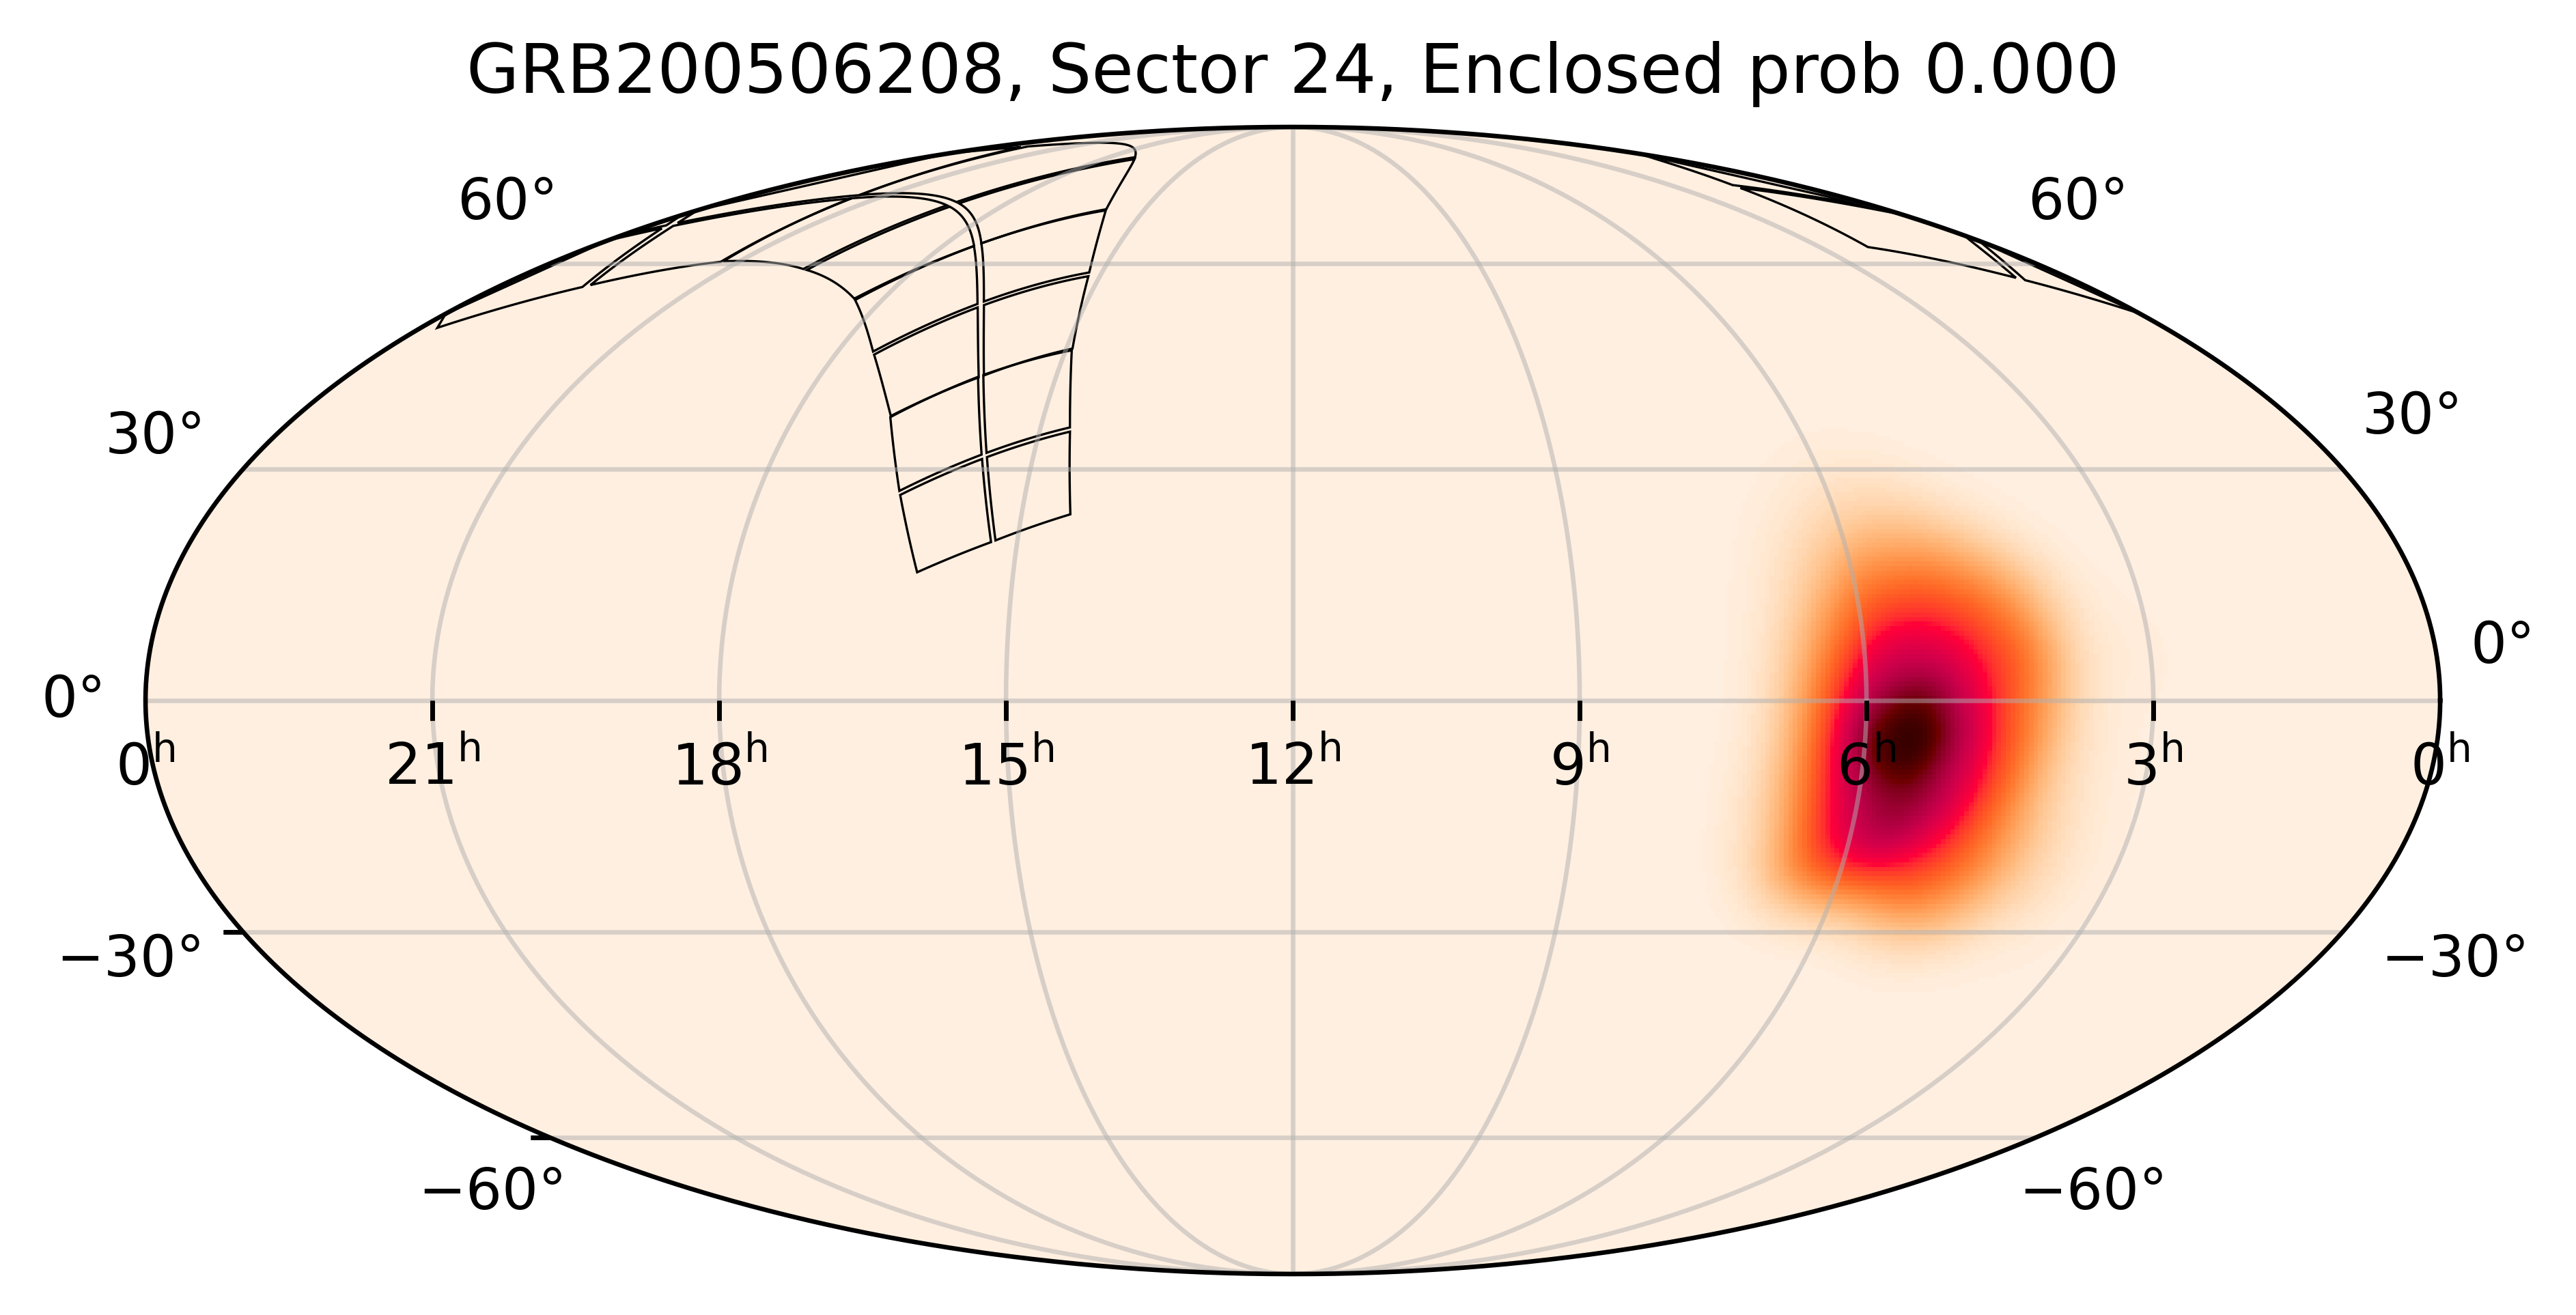 GRB200506208, Sector 24, Enclosed prob 0.000
60° 60°
30° 30°
0° 0°
0ʰ 21ʰ 18ʰ 15ʰ 12ʰ 9ʰ 6ʰ 3ʰ 0ʰ
−30° −30°
−60° −60°